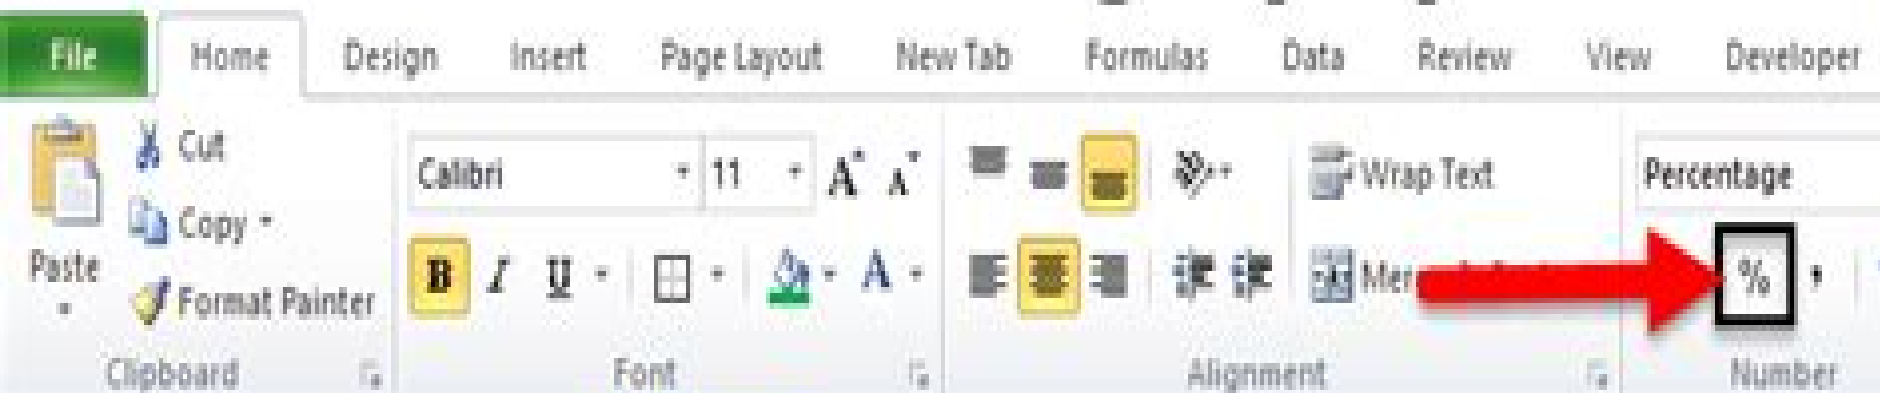 File Home Design Insert Page Layout New Tab Formulas Data Review View Developer
Cut
Calibri 11 A A Wrap Text Percentage
Copy
Paste B I U A % ,
Format Painter
Clipboard Font Alignment Number